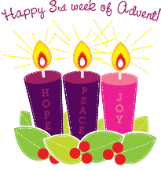 Happy 3rd week of Advent!
HOPE
PEACE
JOY